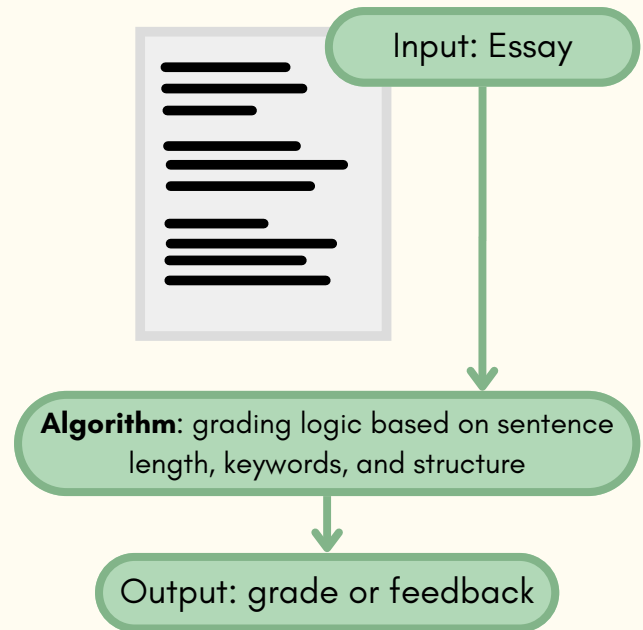 Input: Essay
Algorithm: grading logic based on sentence
length, keywords, and structure
Output: grade or feedback